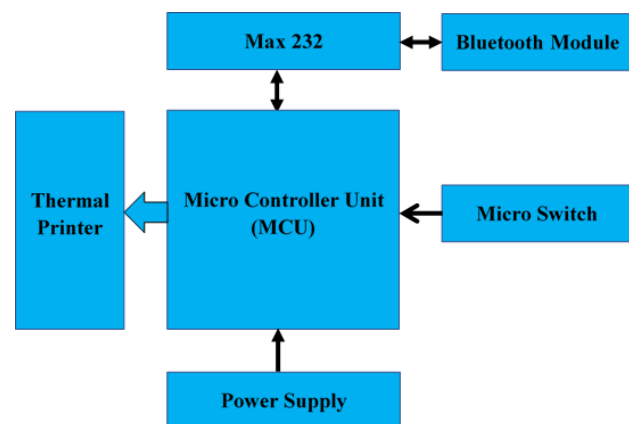 Max 232
Bluetooth Module
Thermal
Printer
Micro Controller Unit
(MCU)
Micro Switch
Power Supply